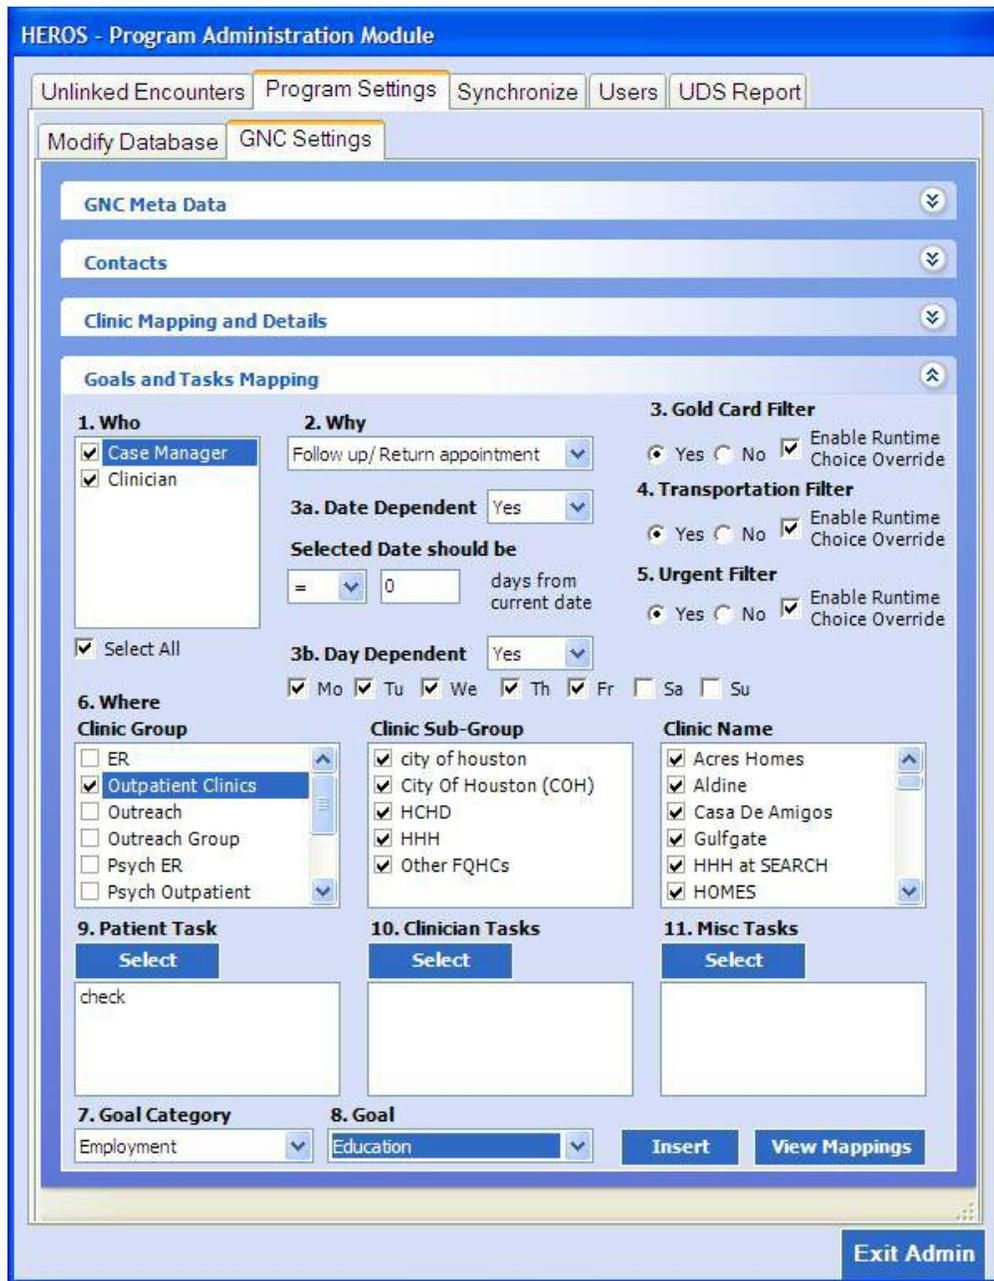 HEROS - Program Administration Module
Unlinked Encounters Program Settings Synchronize Users UDS Report
Modify Database GNC Settings
GNC Meta Data
Contacts
Clinic Mapping and Details
Goals and Tasks Mapping
1. Who
Case Manager
Clinician
Select All
2. Why
Follow up/ Return appointment
3a. Date Dependent Yes
Selected Date should be
= 0 days from
current date
3b. Day Dependent Yes
Mo Tu We Th Fr Sa Su
3. Gold Card Filter
Yes No Enable Runtime
Choice Override
4. Transportation Filter
Yes No Enable Runtime
Choice Override
5. Urgent Filter
Yes No Enable Runtime
Choice Override
6. Where
Clinic Group
ER
Outpatient Clinics
Outreach
Outreach Group
Psych ER
Psych Outpatient
Clinic Sub-Group
city of houston
City Of Houston (COH)
HCHD
HHH
Other FQHCs
Clinic Name
Acres Homes
Aldine
Casa De Amigos
Gulfgate
HHH at SEARCH
HOMES
9. Patient Task
Select
check
10. Clinician Tasks
Select
11. Misc Tasks
Select
7. Goal Category
Employment
8. Goal
Education
Insert View Mappings
Exit Admin